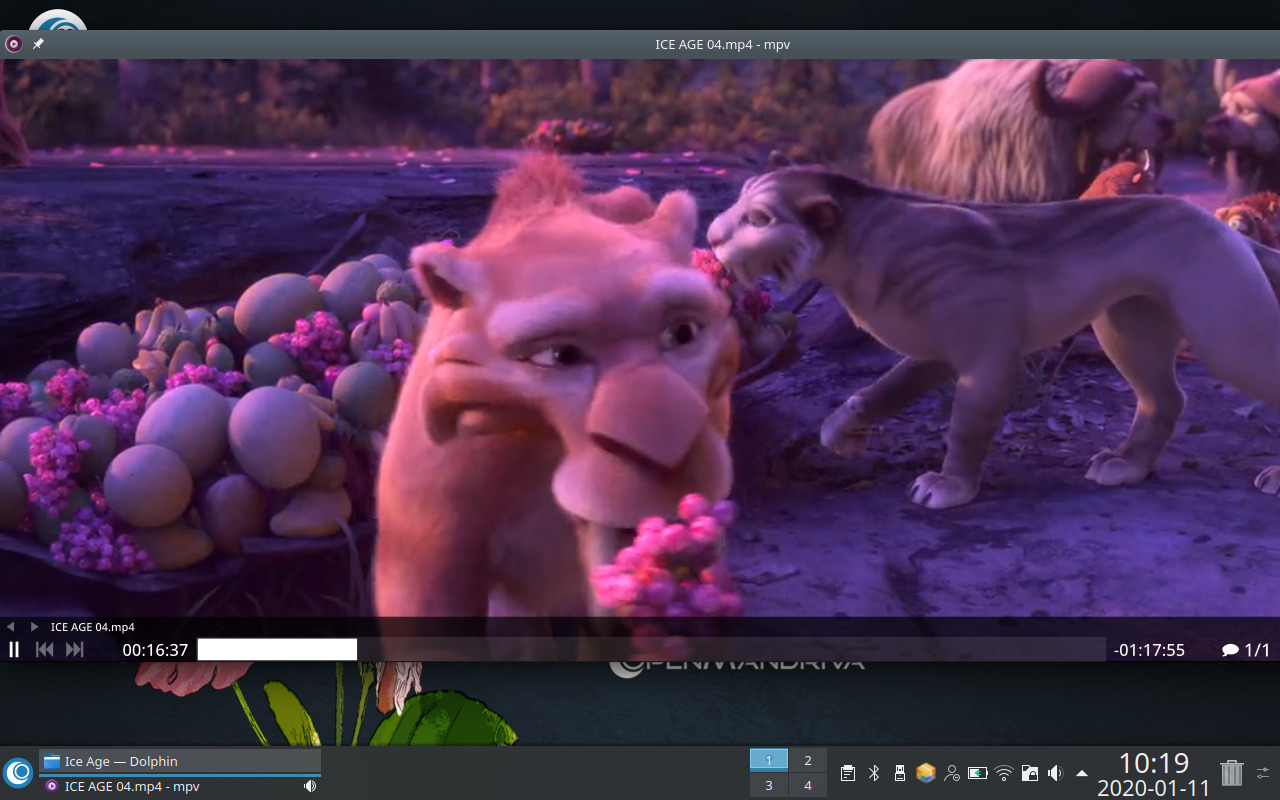 ICE AGE 04.mp4 - mpv
ICE AGE 04.mp4
00:16:37
-01:17:55
1/1
OPENMANDRIVA
Ice Age — Dolphin
ICE AGE 04.mp4 - mpv
1 2
3 4
10:19
2020-01-11